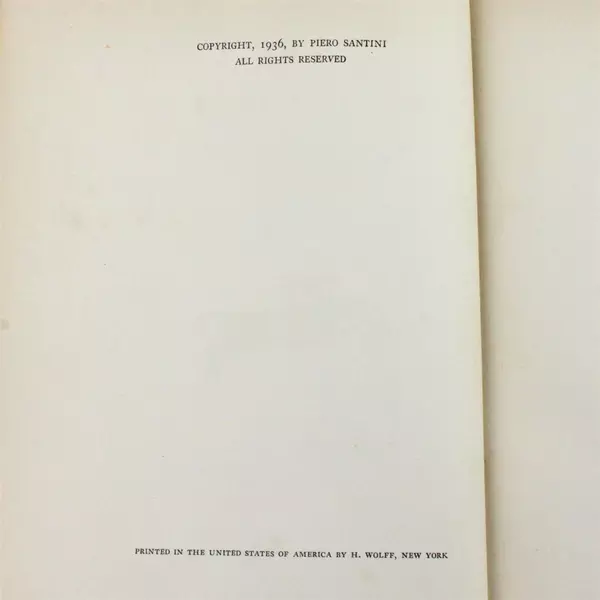 COPYRIGHT, 1936, BY PIERO SANTINI
ALL RIGHTS RESERVED
PRINTED IN THE UNITED STATES OF AMERICA BY H. WOLFF, NEW YORK